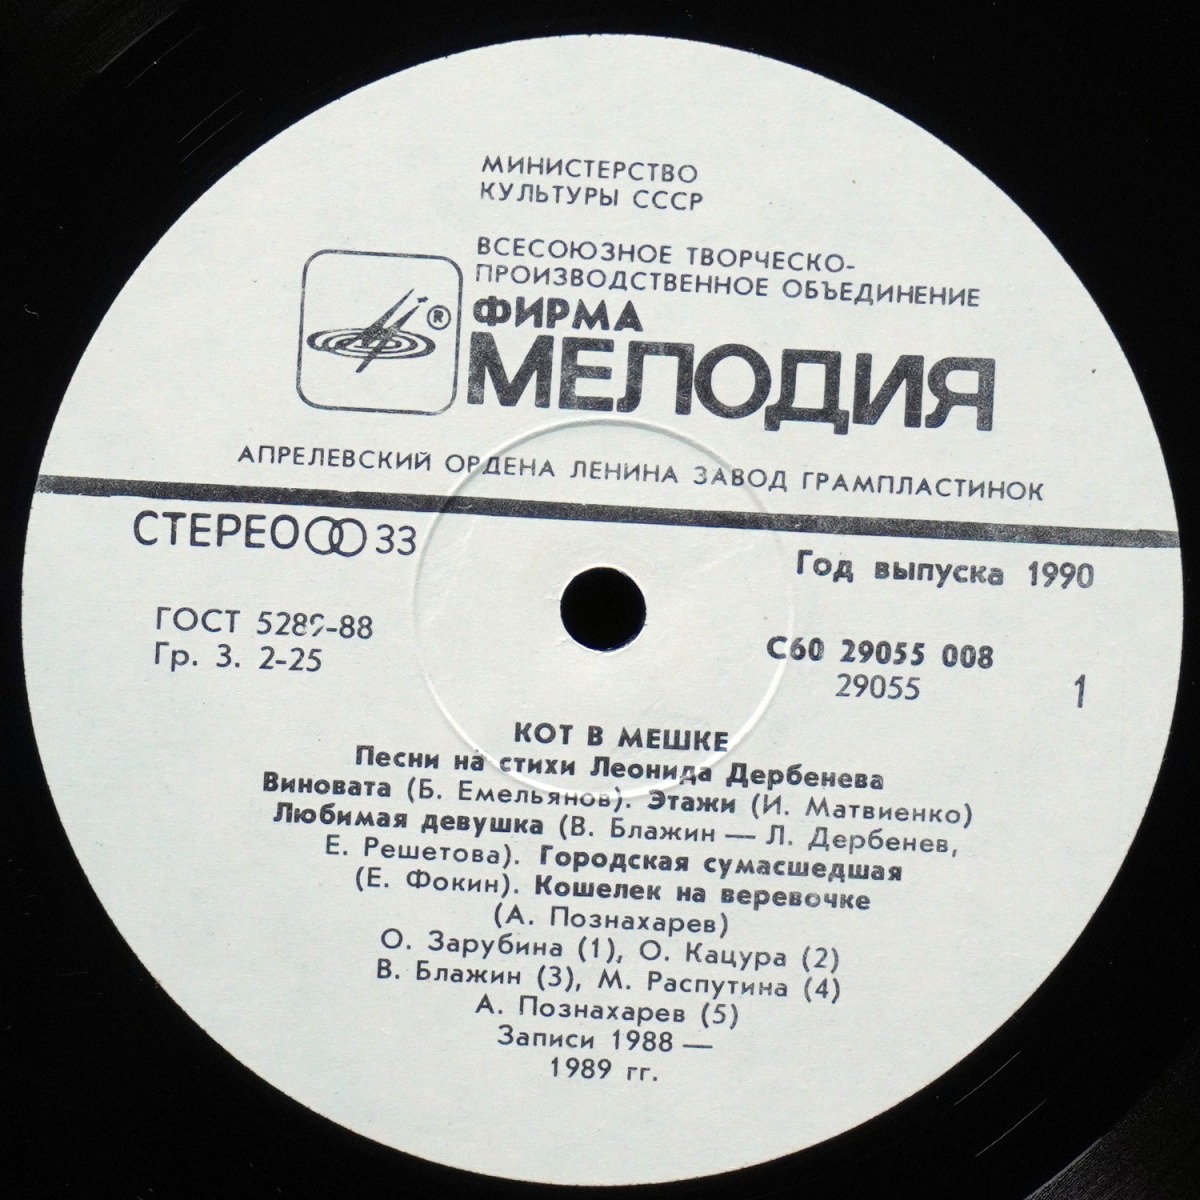 МИНИСТЕРСТВО
КУЛЬТУРЫ СССР
ВСЕСОЮЗНОЕ ТВОРЧЕСКО-
ПРОИЗВОДСТВЕННОЕ ОБЪЕДИНЕНИЕ
ФИРМА
®
МЕЛОДИЯ
АПРЕЛЕВСКИЙ ОРДЕНА ЛЕНИНА ЗАВОД ГРАМПЛАСТИНОК
СТЕРЕО 33
Год выпуска 1990
ГОСТ 5289-88
Гр. 3. 2-25
С60 29055 008
29055
1
КОТ В МЕШКЕ
Песни на стихи Леонида Дербенева
Виновата (Б. Емельянов). Этажи (И. Матвиенко)
Любимая девушка (В. Блажин — Л. Дербенев,
Е. Решетова). Городская сумасшедшая
(Е. Фокин). Кошелек на веревочке
(А. Познахарев)
О. Зарубина (1), О. Кацура (2)
В. Блажин (3), М. Распутина (4)
А. Познахарев (5)
Записи 1988 —
1989 гг.